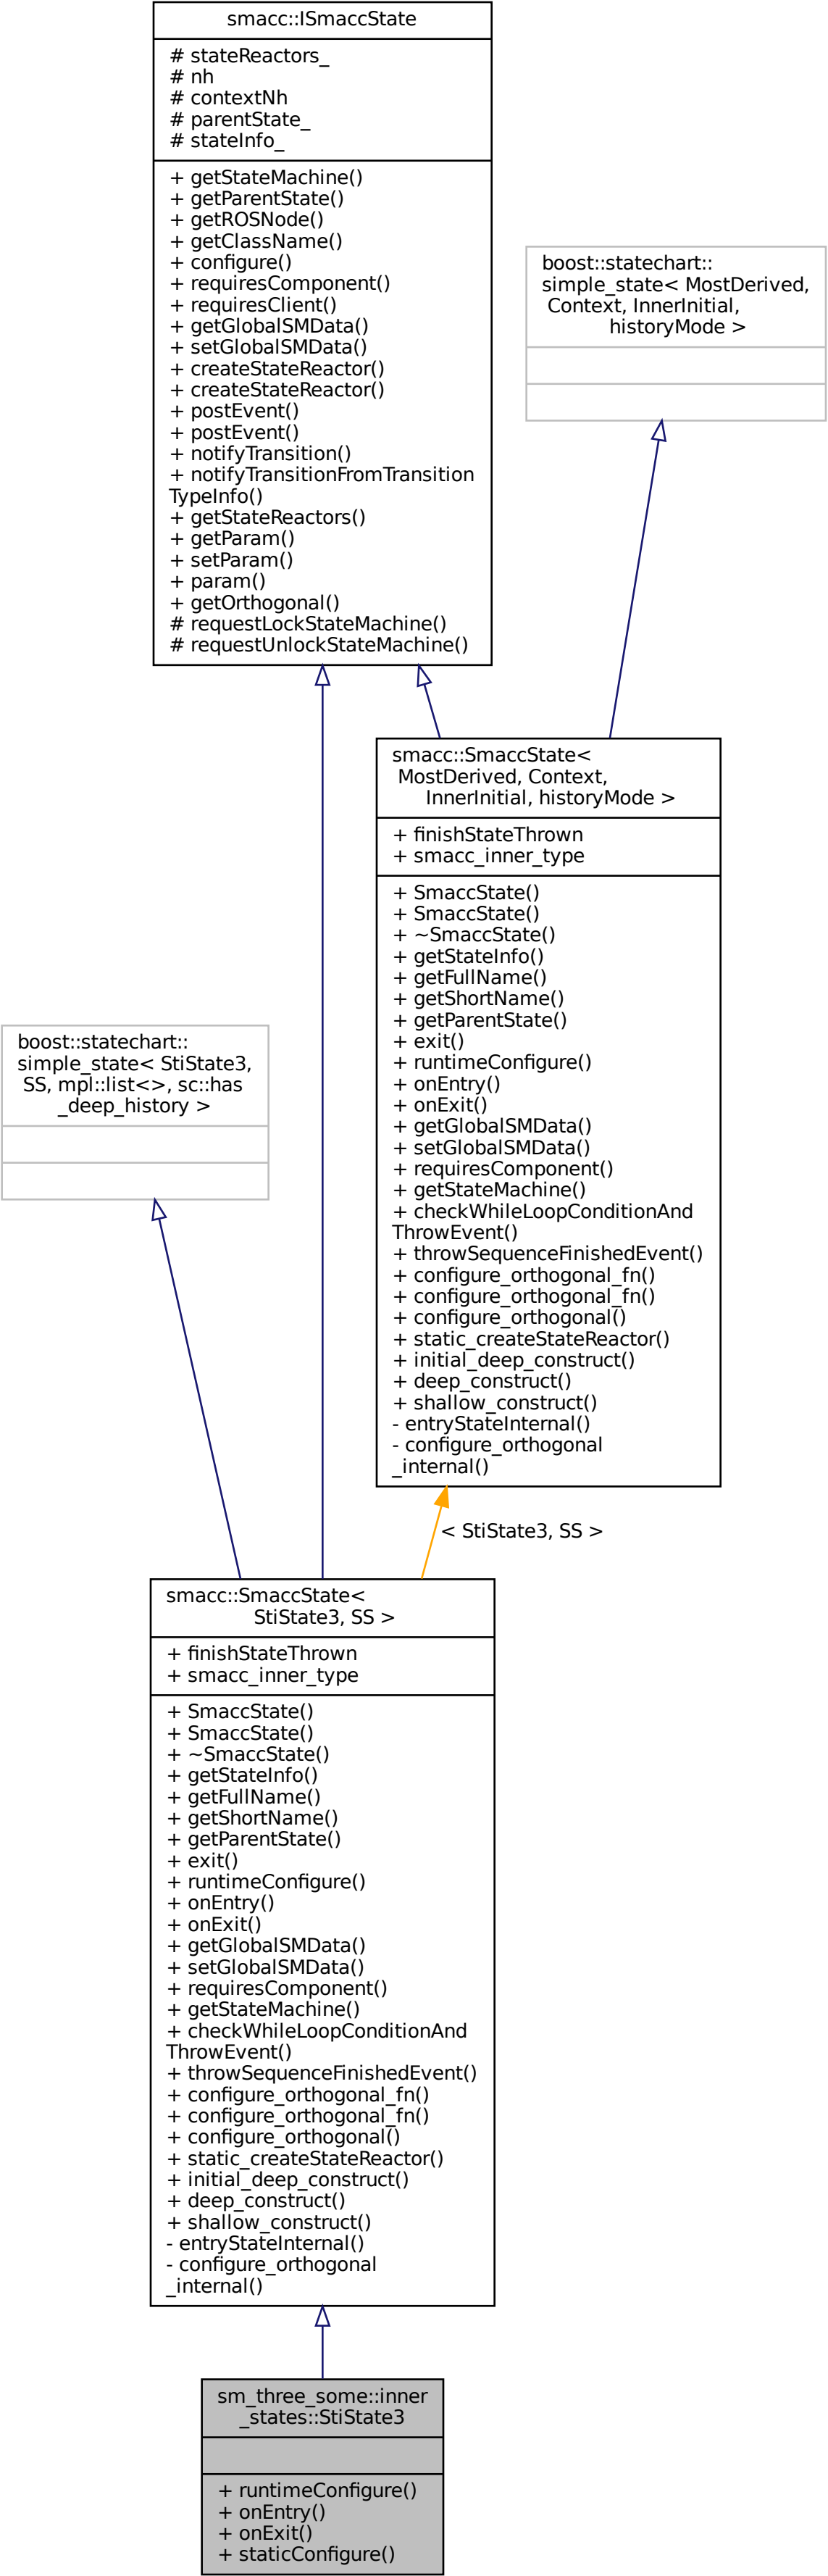 smacc::ISmaccState
# stateReactors_
# nh
# contextNh
# parentState_
# stateInfo_
+ getStateMachine()
+ getParentState()
+ getROSNode()
+ getClassName()
+ configure()
+ requiresComponent()
+ requiresClient()
+ getGlobalSMData()
+ setGlobalSMData()
+ createStateReactor()
+ createStateReactor()
+ postEvent()
+ postEvent()
+ notifyTransition()
+ notifyTransitionFromTransition
TypeInfo()
+ getStateReactors()
+ getParam()
+ setParam()
+ param()
+ getOrthogonal()
# requestLockStateMachine()
# requestUnlockStateMachine()
boost::statechart::
simple_state< MostDerived,
Context, InnerInitial,
historyMode >
smacc::SmaccState<
MostDerived, Context,
InnerInitial, historyMode >
+ finishStateThrown
+ smacc_inner_type
+ SmaccState()
+ SmaccState()
+ ~SmaccState()
+ getStateInfo()
+ getFullName()
+ getShortName()
+ getParentState()
+ exit()
+ runtimeConfigure()
+ onEntry()
+ onExit()
+ getGlobalSMData()
+ setGlobalSMData()
+ requiresComponent()
+ getStateMachine()
+ checkWhileLoopConditionAnd
ThrowEvent()
+ throwSequenceFinishedEvent()
+ configure_orthogonal_fn()
+ configure_orthogonal_fn()
+ configure_orthogonal()
+ static_createStateReactor()
+ initial_deep_construct()
+ deep_construct()
+ shallow_construct()
- entryStateInternal()
- configure_orthogonal
_internal()
boost::statechart::
simple_state< StiState3,
SS, mpl::list<>, sc::has
_deep_history >
< StiState3, SS >
smacc::SmaccState<
StiState3, SS >
+ finishStateThrown
+ smacc_inner_type
+ SmaccState()
+ SmaccState()
+ ~SmaccState()
+ getStateInfo()
+ getFullName()
+ getShortName()
+ getParentState()
+ exit()
+ runtimeConfigure()
+ onEntry()
+ onExit()
+ getGlobalSMData()
+ setGlobalSMData()
+ requiresComponent()
+ getStateMachine()
+ checkWhileLoopConditionAnd
ThrowEvent()
+ throwSequenceFinishedEvent()
+ configure_orthogonal_fn()
+ configure_orthogonal_fn()
+ configure_orthogonal()
+ static_createStateReactor()
+ initial_deep_construct()
+ deep_construct()
+ shallow_construct()
- entryStateInternal()
- configure_orthogonal
_internal()
sm_three_some::inner
_states::StiState3
+ runtimeConfigure()
+ onEntry()
+ onExit()
+ staticConfigure()